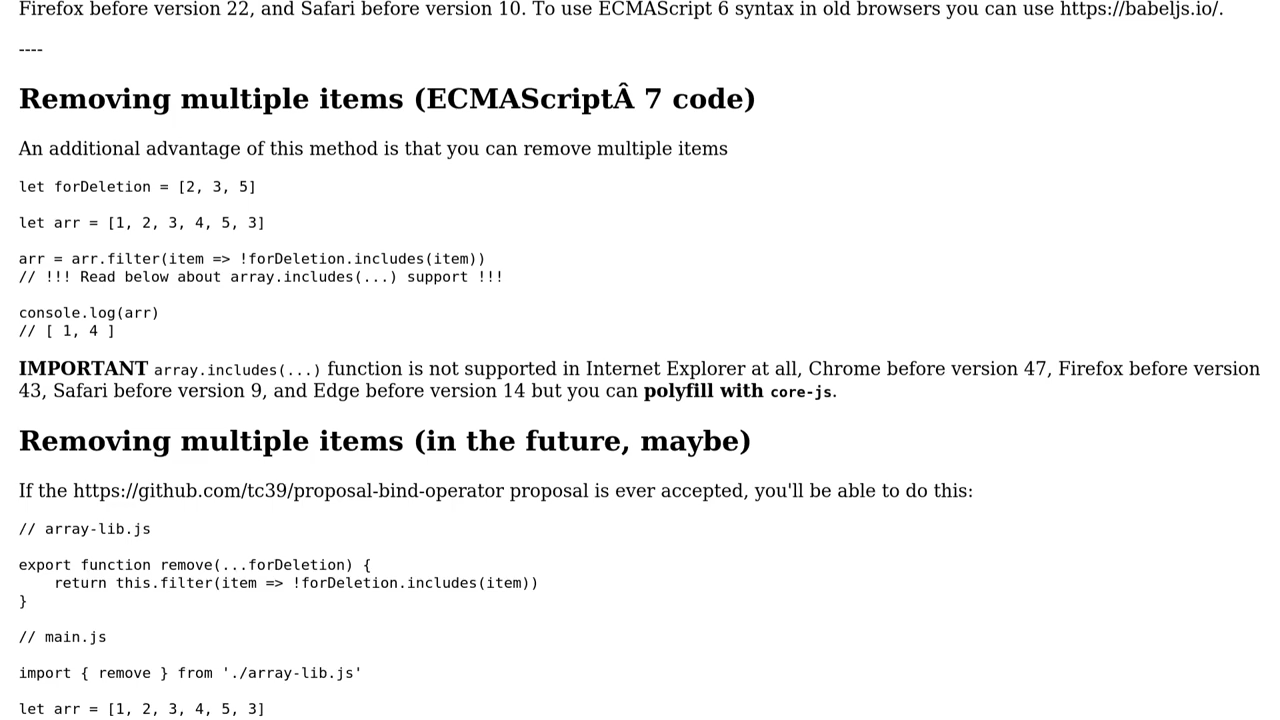 Firefox before version 22, and Safari before version 10. To use ECMAScript 6 syntax in old browsers you can use https://babeljs.io/.
----
Removing multiple items (ECMAScriptÂ 7 code)
An additional advantage of this method is that you can remove multiple items
let forDeletion = [2, 3, 5]
let arr = [1, 2, 3, 4, 5, 3]
arr = arr.filter(item => !forDeletion.includes(item))
// !!! Read below about array.includes(...) support !!!
console.log(arr)
// [ 1, 4 ]
IMPORTANT array.includes(...) function is not supported in Internet Explorer at all, Chrome before version 47, Firefox before version
43, Safari before version 9, and Edge before version 14 but you can polyfill with core-js.
Removing multiple items (in the future, maybe)
If the https://github.com/tc39/proposal-bind-operator proposal is ever accepted, you'll be able to do this:
// array-lib.js
export function remove(...forDeletion) {
    return this.filter(item => !forDeletion.includes(item))
}
// main.js
import { remove } from './array-lib.js'
let arr = [1, 2, 3, 4, 5, 3]